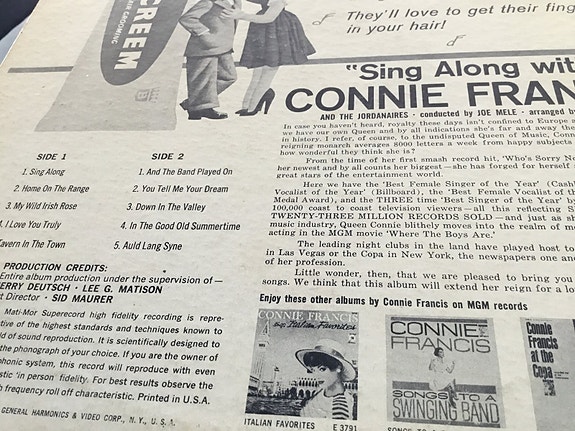 CREEM
HAIR GROOMING
They'll love to get their fing
in your hair!
"Sing Along wit
CONNIE FRAN
AND THE JORDANAIRES · conducted by JOE MELE · arranged b
In case you haven't heard, royalty these days isn't confined to Europe a
we have our own Queen and by all indications she's far and away the
in history. I refer, of course, to the undisputed Queen of Music, Conn
reigning monarch averages 8000 letters a week from happy subjects
how wonderful they think she is?
From the time of her first smash record hit, 'Who's Sorry Ne
her newest and by all counts her biggest — she has forged for herself
great stars of the entertainment world.
Here we have the 'Best Female Singer of the Year' (Cash
Vocalist of the Year' (Billboard), the 'Best Female Vocalist of th
Medal Award), and the THREE time 'Best Singer of the Year' by
100,000 coast to coast television viewers — all this reflecting S
TWENTY-THREE MILLION RECORDS SOLD — and just as sh
music industry, Queen Connie blithely moves into the realm of mo
acting in the MGM movie 'Where The Boys Are.'
The leading night clubs in the land have played host to
in Las Vegas or the Copa in New York, the newspapers one and
of her profession.
Little wonder, then, that we are pleased to bring you
songs. We think that this album will extend her reign for a lo
Enjoy these other albums by Connie Francis on MGM records
SIDE 1
1. Sing Along
2. Home On The Range
3. My Wild Irish Rose
I Love You Truly
avern In The Town
SIDE 2
1. And The Band Played On
2. You Tell Me Your Dream
3. Down In The Valley
4. In The Good Old Summertime
5. Auld Lang Syne
PRODUCTION CREDITS:
Entire album production under the supervision of —
ERRY DEUTSCH · LEE G. MATISON
t Director · SID MAURER
Mati-Mor Superecord high fidelity recording is repre-
tive of the highest standards and techniques known to
ld of sound reproduction. It is scientifically designed to
the phonograph of your choice. If you are the owner of
phonic system, this record will reproduce with even
stic 'in person' fidelity. For best results observe the
h frequency roll off characteristic. Printed in U.S.A.
GENERAL HARMONICS & VIDEO CORP., N. Y., U. S. A.
CONNIE FRANCIS
sings Italian Favorites
ITALIAN FAVORITES E 3791
CONNIE
FRANCIS
SONGS TO A
SWINGING BAND
Connie
Francis
at the
Copa